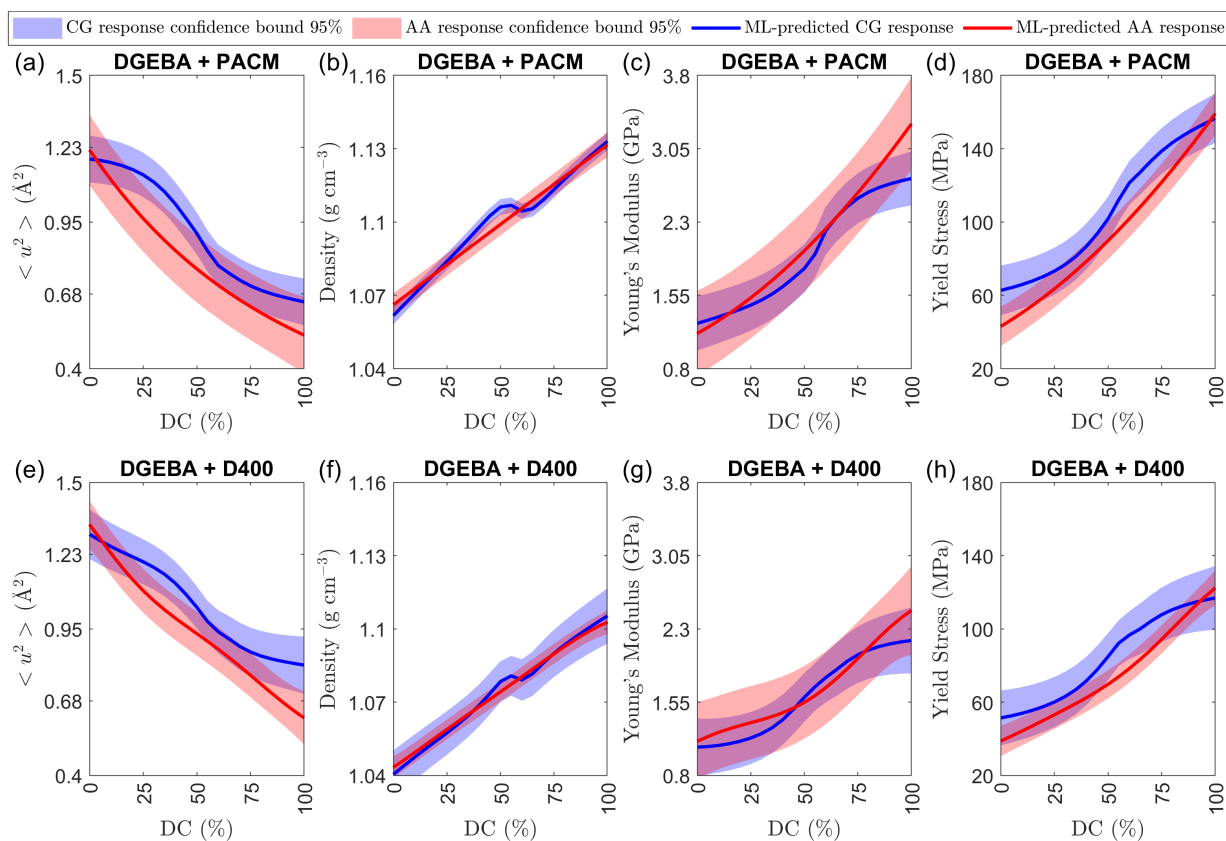 CG response confidence bound 95% AA response confidence bound 95% ML-predicted CG response ML-predicted AA response
(a) DGEBA + PACM
1.5
1.23
0.95
0.68
0.4
< u² > (Å²)
0 25 50 75 100
DC (%)
(b) DGEBA + PACM
1.16
1.13
1.1
1.07
1.04
Density (g cm⁻³)
0 25 50 75 100
DC (%)
(c) DGEBA + PACM
3.8
3.05
2.3
1.55
0.8
Young's Modulus (GPa)
0 25 50 75 100
DC (%)
(d) DGEBA + PACM
180
140
100
60
20
Yield Stress (MPa)
0 25 50 75 100
DC (%)
(e) DGEBA + D400
1.5
1.23
0.95
0.68
0.4
< u² > (Å²)
0 25 50 75 100
DC (%)
(f) DGEBA + D400
1.16
1.13
1.1
1.07
1.04
Density (g cm⁻³)
0 25 50 75 100
DC (%)
(g) DGEBA + D400
3.8
3.05
2.3
1.55
0.8
Young's Modulus (GPa)
0 25 50 75 100
DC (%)
(h) DGEBA + D400
180
140
100
60
20
Yield Stress (MPa)
0 25 50 75 100
DC (%)